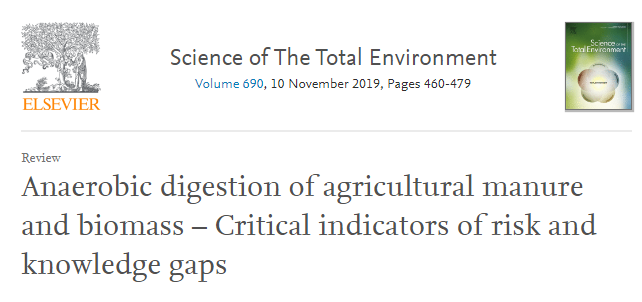 Science of The Total Environment
Volume 690, 10 November 2019, Pages 460-479
ELSEVIER
Science of the
Total Environment
Review
Anaerobic digestion of agricultural manure
and biomass – Critical indicators of risk and
knowledge gaps